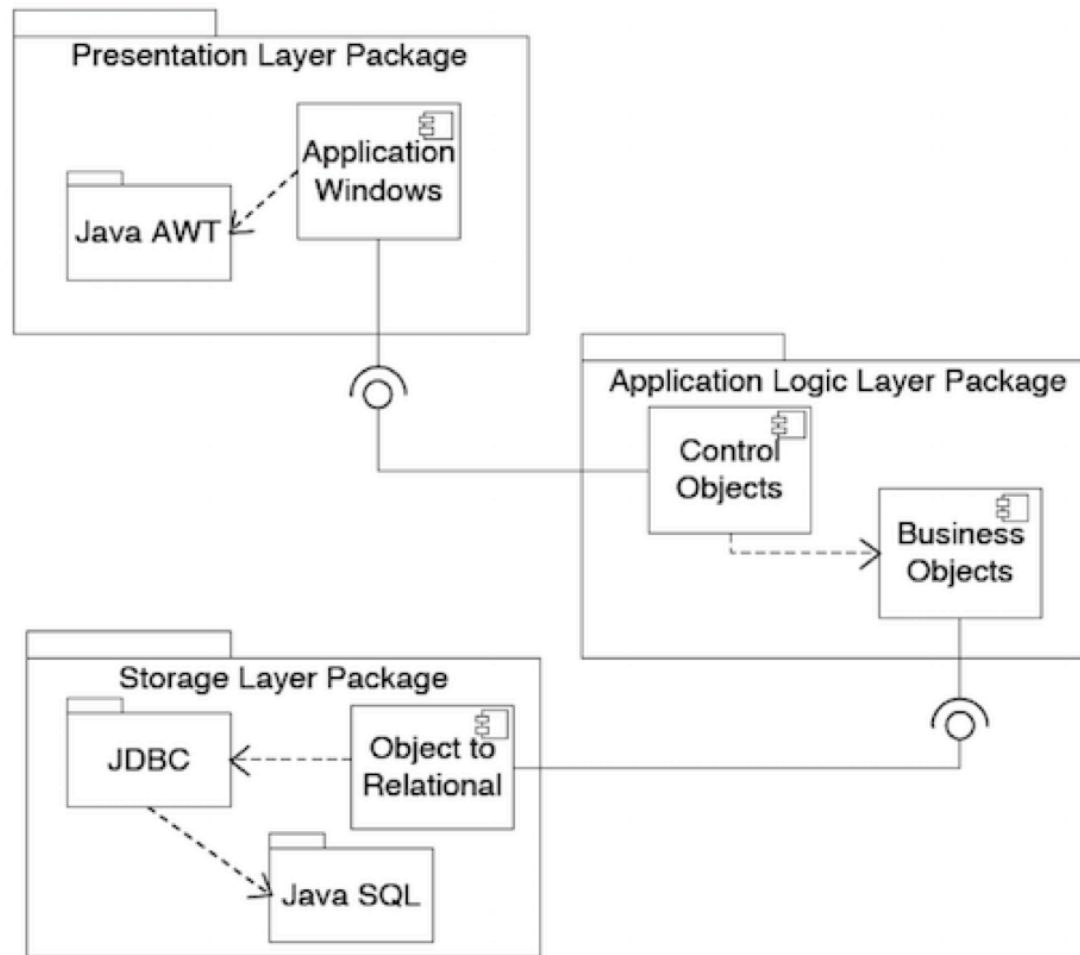 Presentation Layer Package
Application
Windows
Java AWT
Application Logic Layer Package
Control
Objects
Business
Objects
Storage Layer Package
Object to
Relational
JDBC
Java SQL